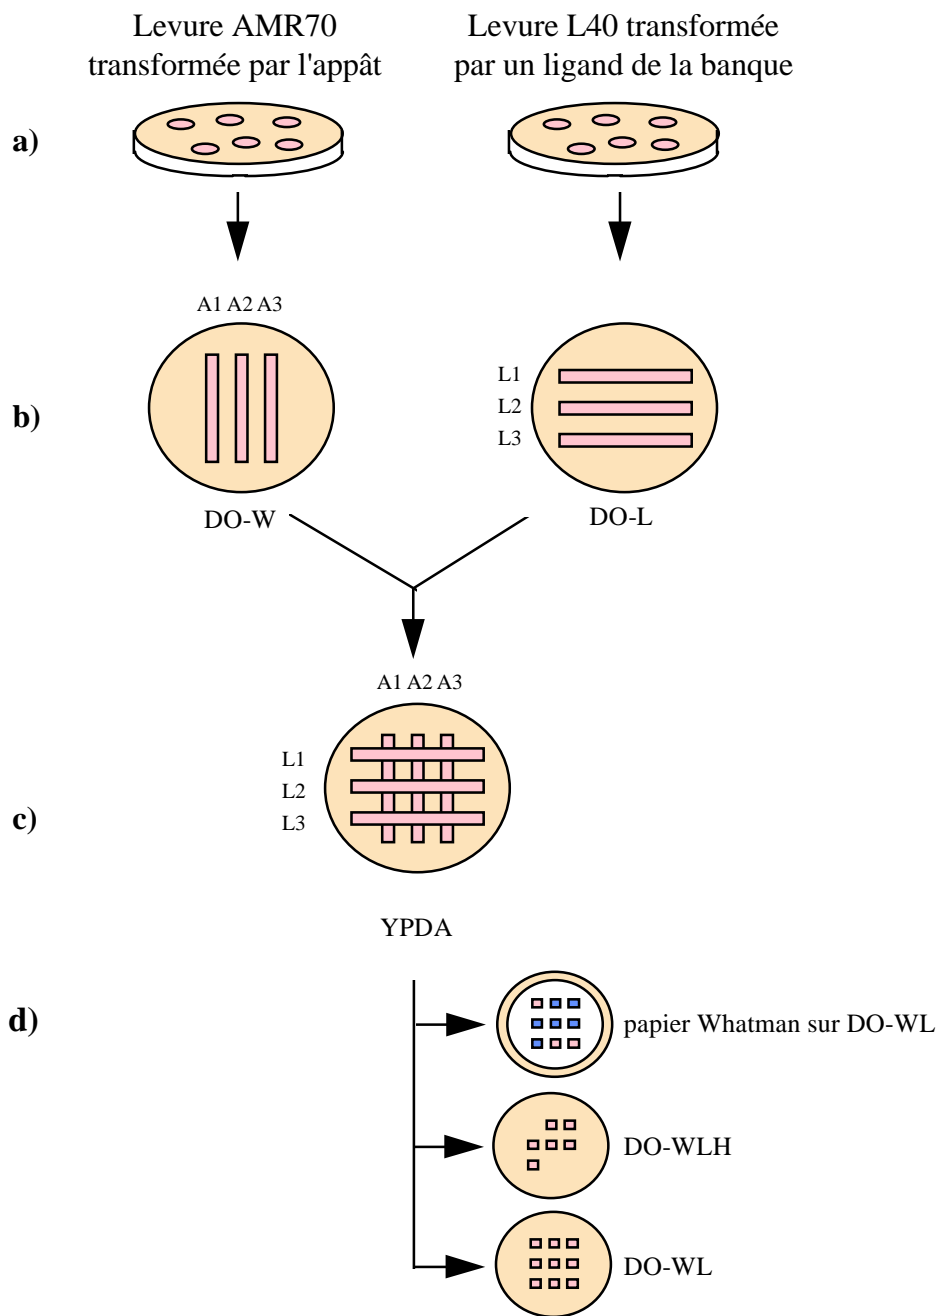 Levure AMR70
transformée par l'appât
Levure L40 transformée
par un ligand de la banque
a)
A1 A2 A3
b)
L1
L2
L3
DO-W
DO-L
A1 A2 A3
L1
L2
L3
c)
YPDA
d)
papier Whatman sur DO-WL
DO-WLH
DO-WL